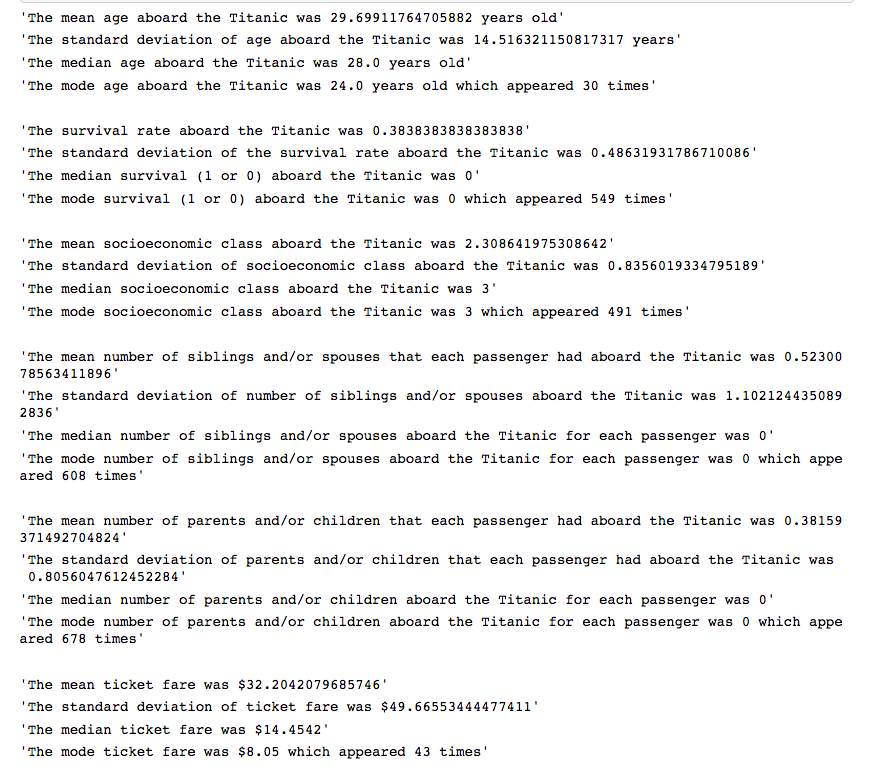 'The mean age aboard the Titanic was 29.69911764705882 years old'
'The standard deviation of age aboard the Titanic was 14.516321150817317 years'
'The median age aboard the Titanic was 28.0 years old'
'The mode age aboard the Titanic was 24.0 years old which appeared 30 times'
'The survival rate aboard the Titanic was 0.3838383838383838'
'The standard deviation of the survival rate aboard the Titanic was 0.48631931786710086'
'The median survival (1 or 0) aboard the Titanic was 0'
'The mode survival (1 or 0) aboard the Titanic was 0 which appeared 549 times'
'The mean socioeconomic class aboard the Titanic was 2.308641975308642'
'The standard deviation of socioeconomic class aboard the Titanic was 0.8356019334795189'
'The median socioeconomic class aboard the Titanic was 3'
'The mode socioeconomic class aboard the Titanic was 3 which appeared 491 times'
'The mean number of siblings and/or spouses that each passenger had aboard the Titanic was 0.52300
78563411896'
'The standard deviation of number of siblings and/or spouses aboard the Titanic was 1.102124435089
2836'
'The median number of siblings and/or spouses aboard the Titanic for each passenger was 0'
'The mode number of siblings and/or spouses aboard the Titanic for each passenger was 0 which appe
ared 608 times'
'The mean number of parents and/or children that each passenger had aboard the Titanic was 0.38159
371492704824'
'The standard deviation of parents and/or children that each passenger had aboard the Titanic was
0.8056047612452284'
'The median number of parents and/or children aboard the Titanic for each passenger was 0'
'The mode number of parents and/or children aboard the Titanic for each passenger was 0 which appe
ared 678 times'
'The mean ticket fare was $32.2042079685746'
'The standard deviation of ticket fare was $49.66553444477411'
'The median ticket fare was $14.4542'
'The mode ticket fare was $8.05 which appeared 43 times'